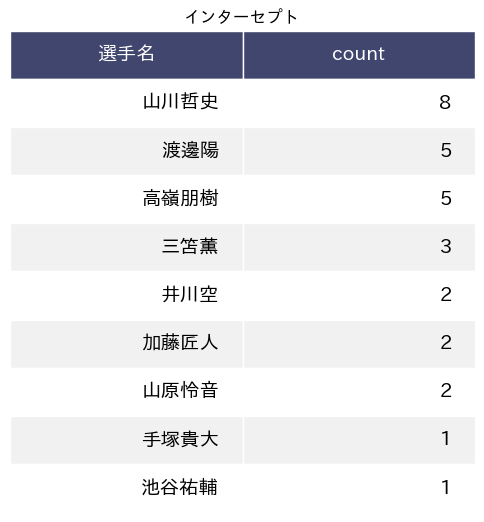 インターセプト
選手名 count
山川哲史 8
渡邊陽 5
高嶺朋樹 5
三笘薫 3
井川空 2
加藤匠人 2
山原怜音 2
手塚貴大 1
池谷祐輔 1